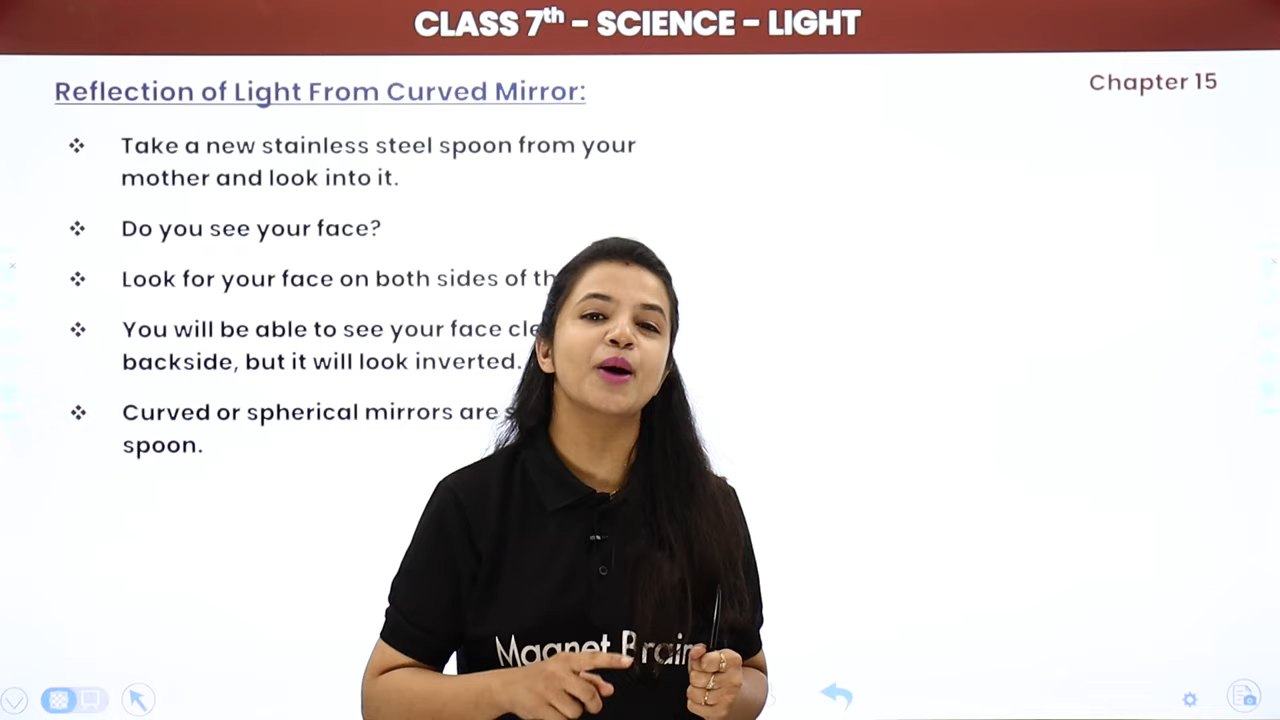 CLASS 7th - SCIENCE - LIGHT
Chapter 15
Reflection of Light From Curved Mirror:
Take a new stainless steel spoon from your
mother and look into it.
Do you see your face?
Look for your face on both sides of
You will be able to see your face
backside, but it will look inverted.
Curved or spherical mirrors are
spoon.
Magnet Brain